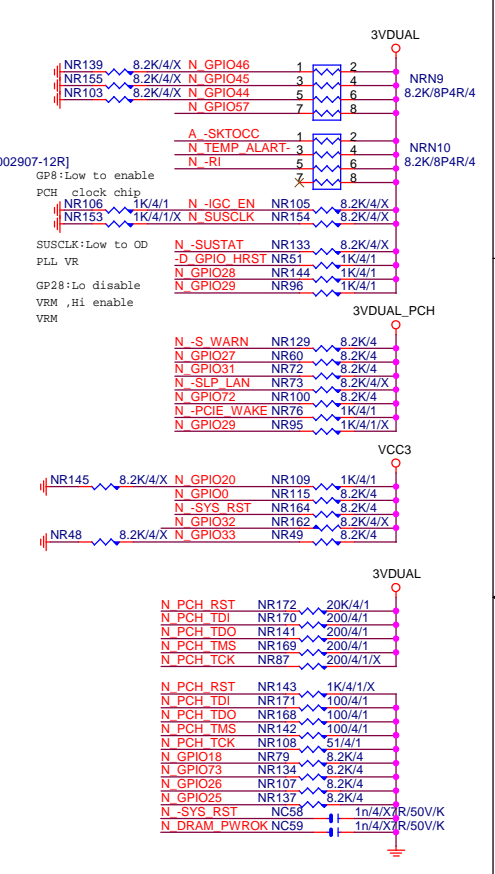 3VDUAL
NR139 8.2K/4/X N_GPIO46 1 2
NR155 8.2K/4/X N_GPIO45 3 4 NRN9
NR103 8.2K/4/X N_GPIO44 5 6 8.2K/8P4R/4
N_GPIO57 7 8
A_-SKTOCC 1 2
N_TEMP_ALART- 3 4 NRN10
002907-12R] N_-RI 5 6 8.2K/8P4R/4
GP8:Low to enable 7 8
PCH clock chip
NR106 1K/4/1 N_-IGC_EN NR105 8.2K/4/X
NR153 1K/4/1/X N_SUSCLK NR154 8.2K/4/X
SUSCLK:Low to OD N_-SUSTAT NR133 8.2K/4/X
PLL VR -D_GPIO_HRST NR51 1K/4/1
N_GPIO28 NR144 1K/4/1
GP28:Lo disable N_GPIO29 NR96 1K/4/1
VRM ,Hi enable
VRM
3VDUAL_PCH
N_-S_WARN NR129 8.2K/4
N_GPIO27 NR60 8.2K/4
N_GPIO31 NR72 8.2K/4
N_-SLP_LAN NR73 8.2K/4/X
N_GPIO72 NR100 8.2K/4
N_-PCIE_WAKE NR76 1K/4/1
N_GPIO29 NR95 1K/4/1/X
VCC3
NR145 8.2K/4/X N_GPIO20 NR109 1K/4/1
N_GPIO0 NR115 8.2K/4
N_-SYS_RST NR164 8.2K/4
N_GPIO32 NR162 8.2K/4/X
NR48 8.2K/4/X N_GPIO33 NR49 8.2K/4
3VDUAL
N_PCH_RST NR172 20K/4/1
N_PCH_TDI NR170 200/4/1
N_PCH_TDO NR141 200/4/1
N_PCH_TMS NR169 200/4/1
N_PCH_TCK NR87 200/4/1/X
N_PCH_RST NR143 1K/4/1/X
N_PCH_TDI NR171 100/4/1
N_PCH_TDO NR168 100/4/1
N_PCH_TMS NR142 100/4/1
N_PCH_TCK NR108 51/4/1
N_GPIO18 NR79 8.2K/4
N_GPIO73 NR134 8.2K/4
N_GPIO26 NR107 8.2K/4
N_GPIO25 NR137 8.2K/4
N_-SYS_RST NC58 1n/4/X7R/50V/K
N_DRAM_PWROK NC59 1n/4/X7R/50V/K